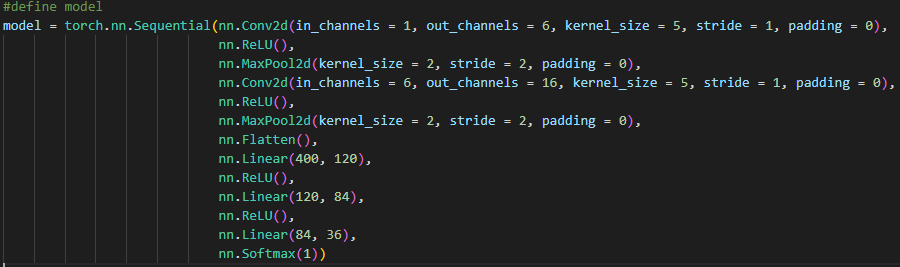 #define model
model = torch.nn.Sequential(nn.Conv2d(in_channels = 1, out_channels = 6, kernel_size = 5, stride = 1, padding = 0),
nn.ReLU(),
nn.MaxPool2d(kernel_size = 2, stride = 2, padding = 0),
nn.Conv2d(in_channels = 6, out_channels = 16, kernel_size = 5, stride = 1, padding = 0),
nn.ReLU(),
nn.MaxPool2d(kernel_size = 2, stride = 2, padding = 0),
nn.Flatten(),
nn.Linear(400, 120),
nn.ReLU(),
nn.Linear(120, 84),
nn.ReLU(),
nn.Linear(84, 36),
nn.Softmax(1))